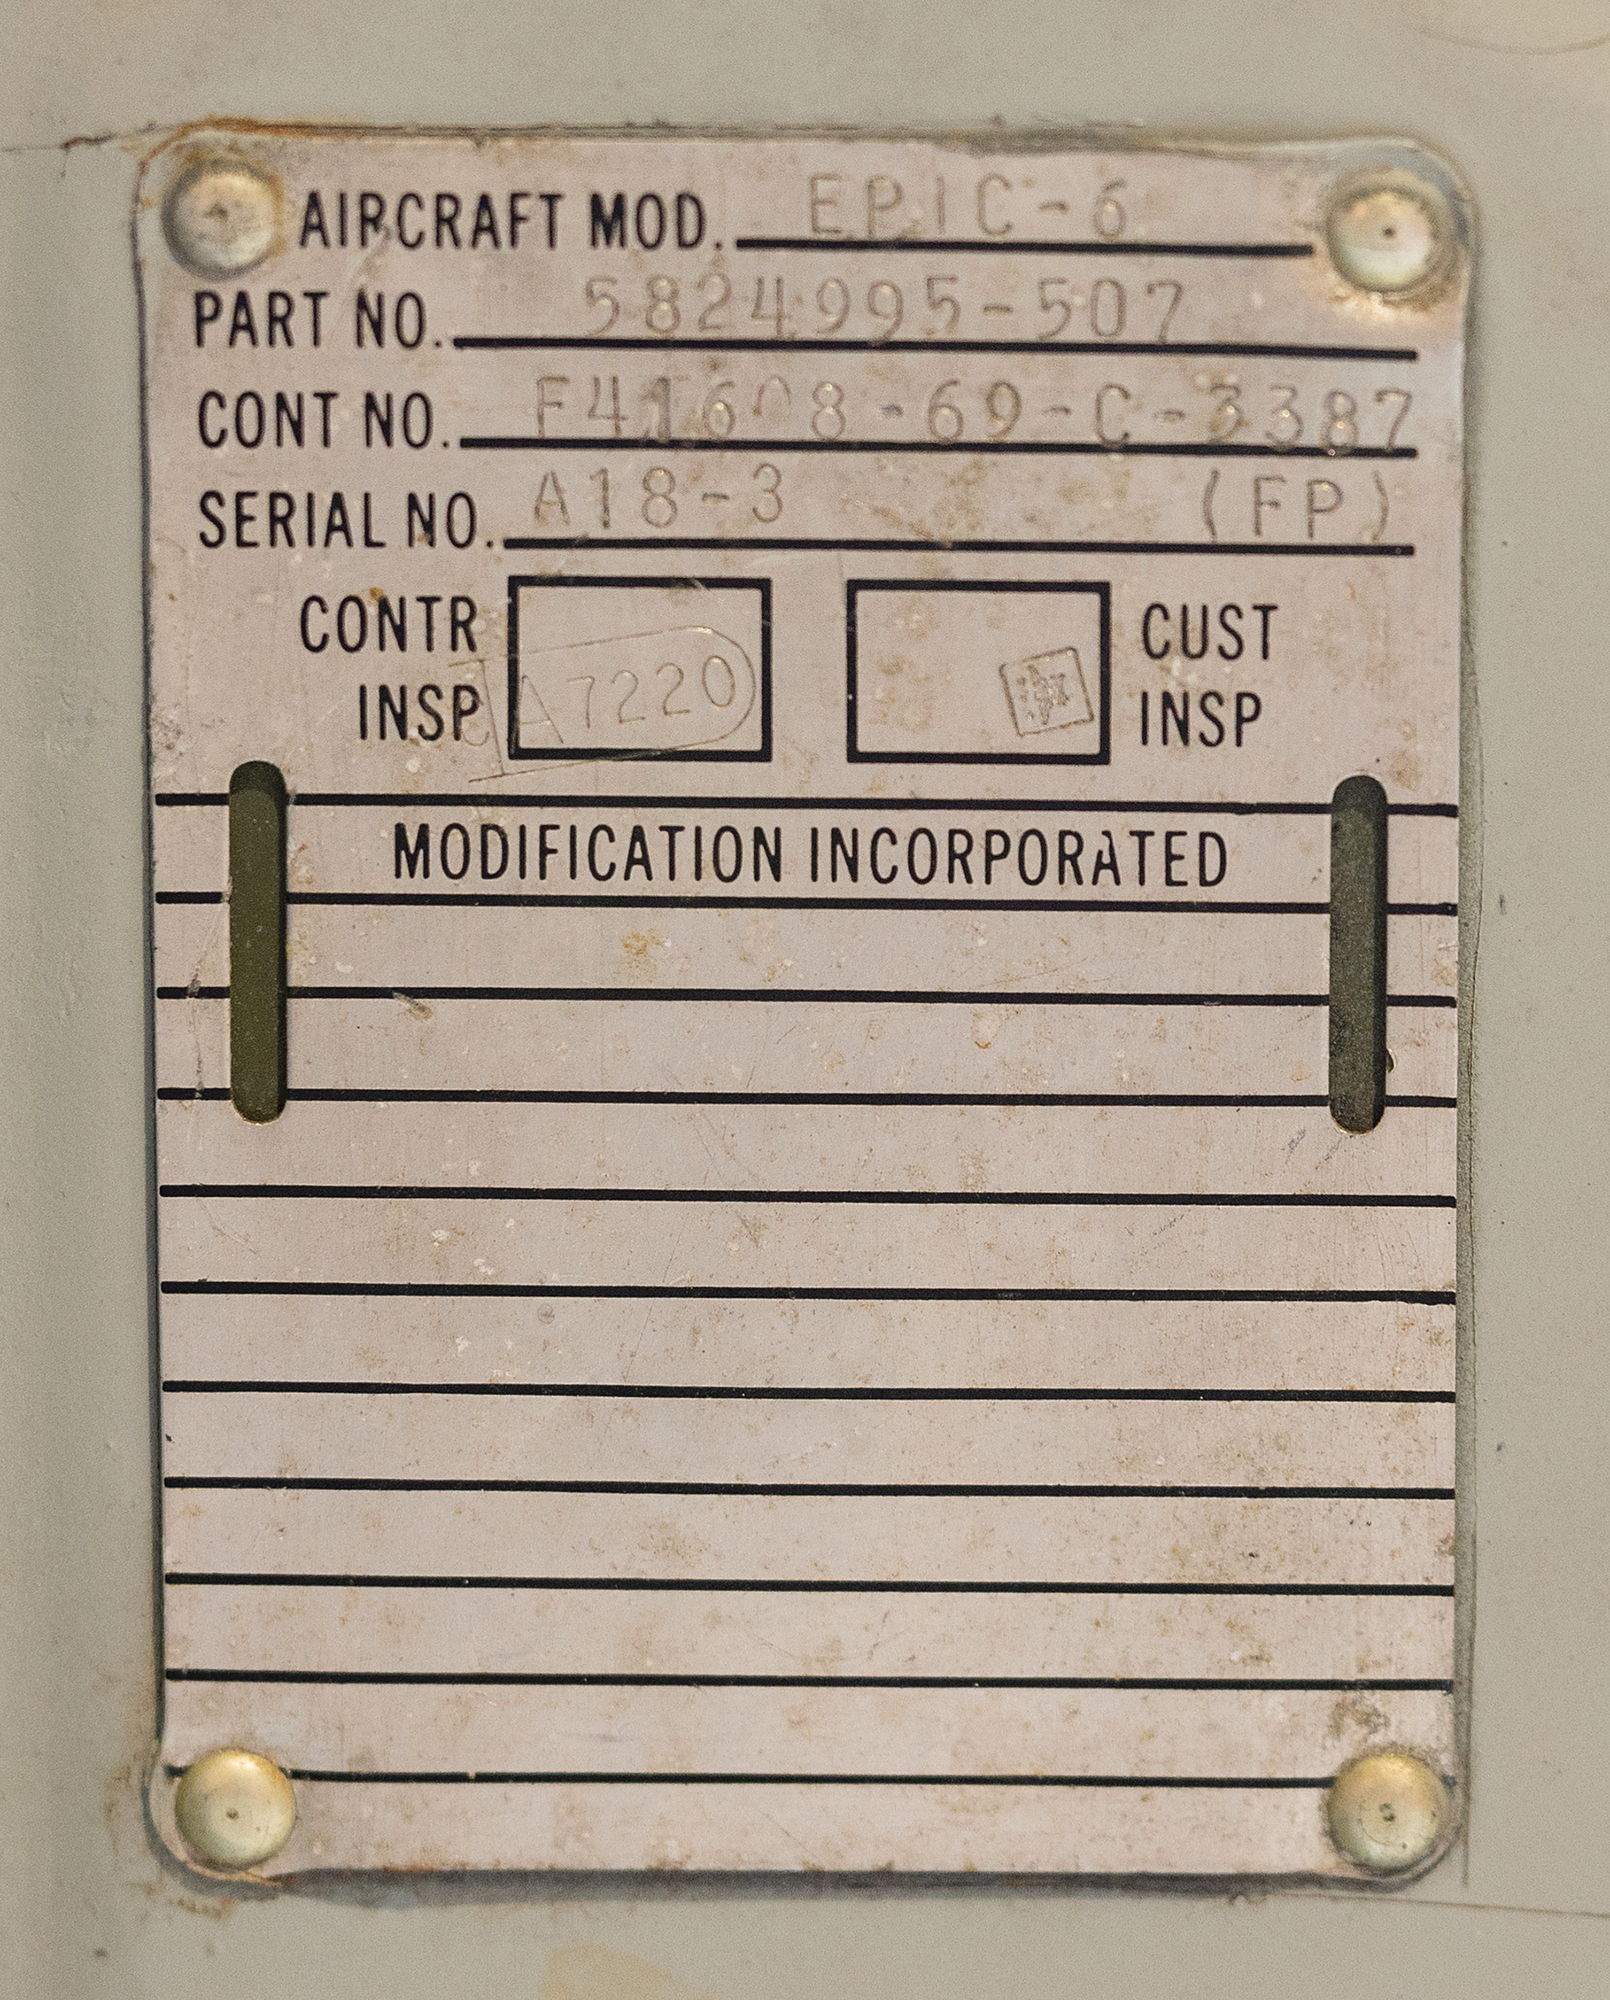 AIRCRAFT MOD. EPIC-6
PART NO. 5824995-507
CONT NO. F41608-69-C-3387
SERIAL NO. A18-3 (FP)
CONTR INSP A7220 CUST INSP
MODIFICATION INCORPORATED